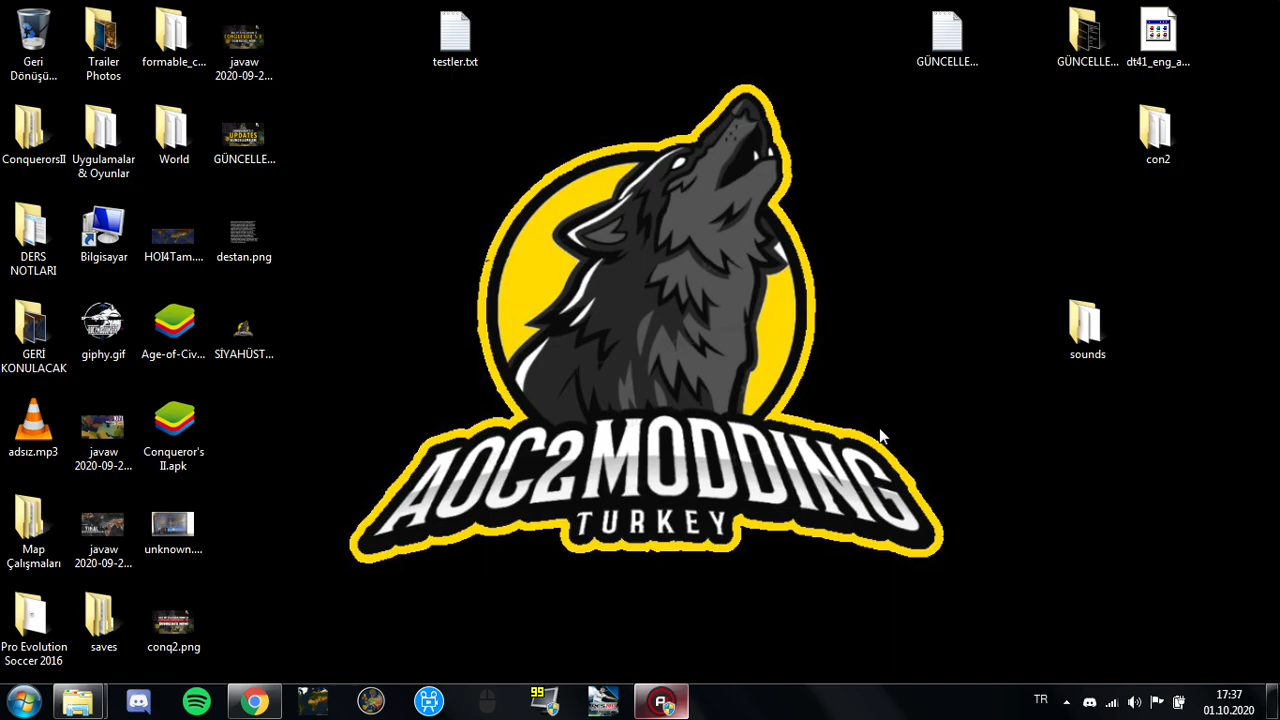 Geri
Dönüşü...
Trailer
Photos
formable_c...
javaw
2020-09-2...
testler.txt
GÜNCELLE...
GÜNCELLE...
dt41_eng_a...
ConquerorsII
Uygulamalar
& Oyunlar
World
GÜNCELLE...
con2
DERS
NOTLARI
Bilgisayar
HOI4Tam....
destan.png
GERİ
KONULACAK
giphy.gif
Age-of-Civ...
SİYAHÜST...
sounds
adsız.mp3
javaw
2020-09-2...
Conqueror's
II.apk
Map
Çalışmaları
javaw
2020-09-2...
unknown....
Pro Evolution
Soccer 2016
saves
conq2.png
AOC2MODDING
TURKEY
99
TR
17:37
01.10.2020